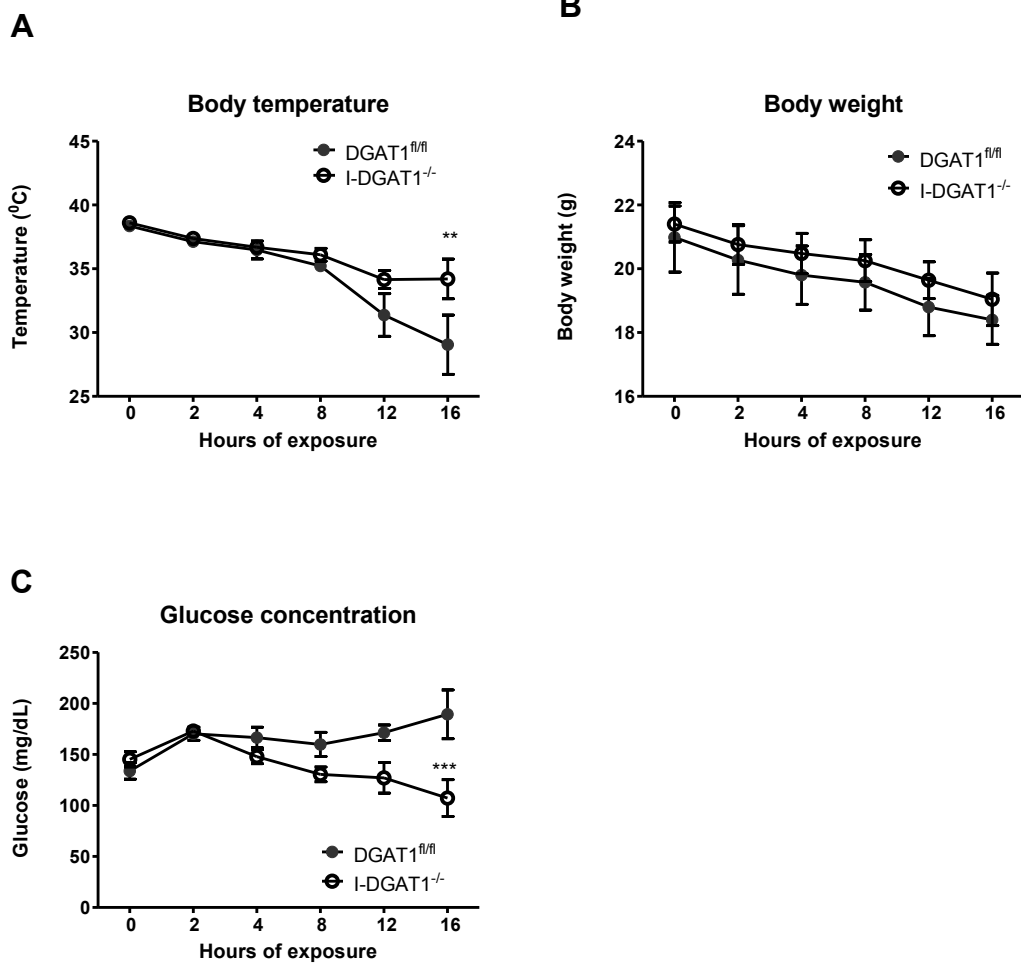 A
Body temperature
45
40
35
30
25
Temperature (⁰C)
DGAT1fl/fl
I-DGAT1-/-
**
0 2 4 8 12 16
Hours of exposure
B
Body weight
24
22
20
18
16
Body weight (g)
DGAT1fl/fl
I-DGAT1-/-
0 2 4 8 12 16
Hours of exposure
C
Glucose concentration
250
200
150
100
50
0
Glucose (mg/dL)
***
DGAT1fl/fl
I-DGAT1-/-
0 2 4 8 12 16
Hours of exposure